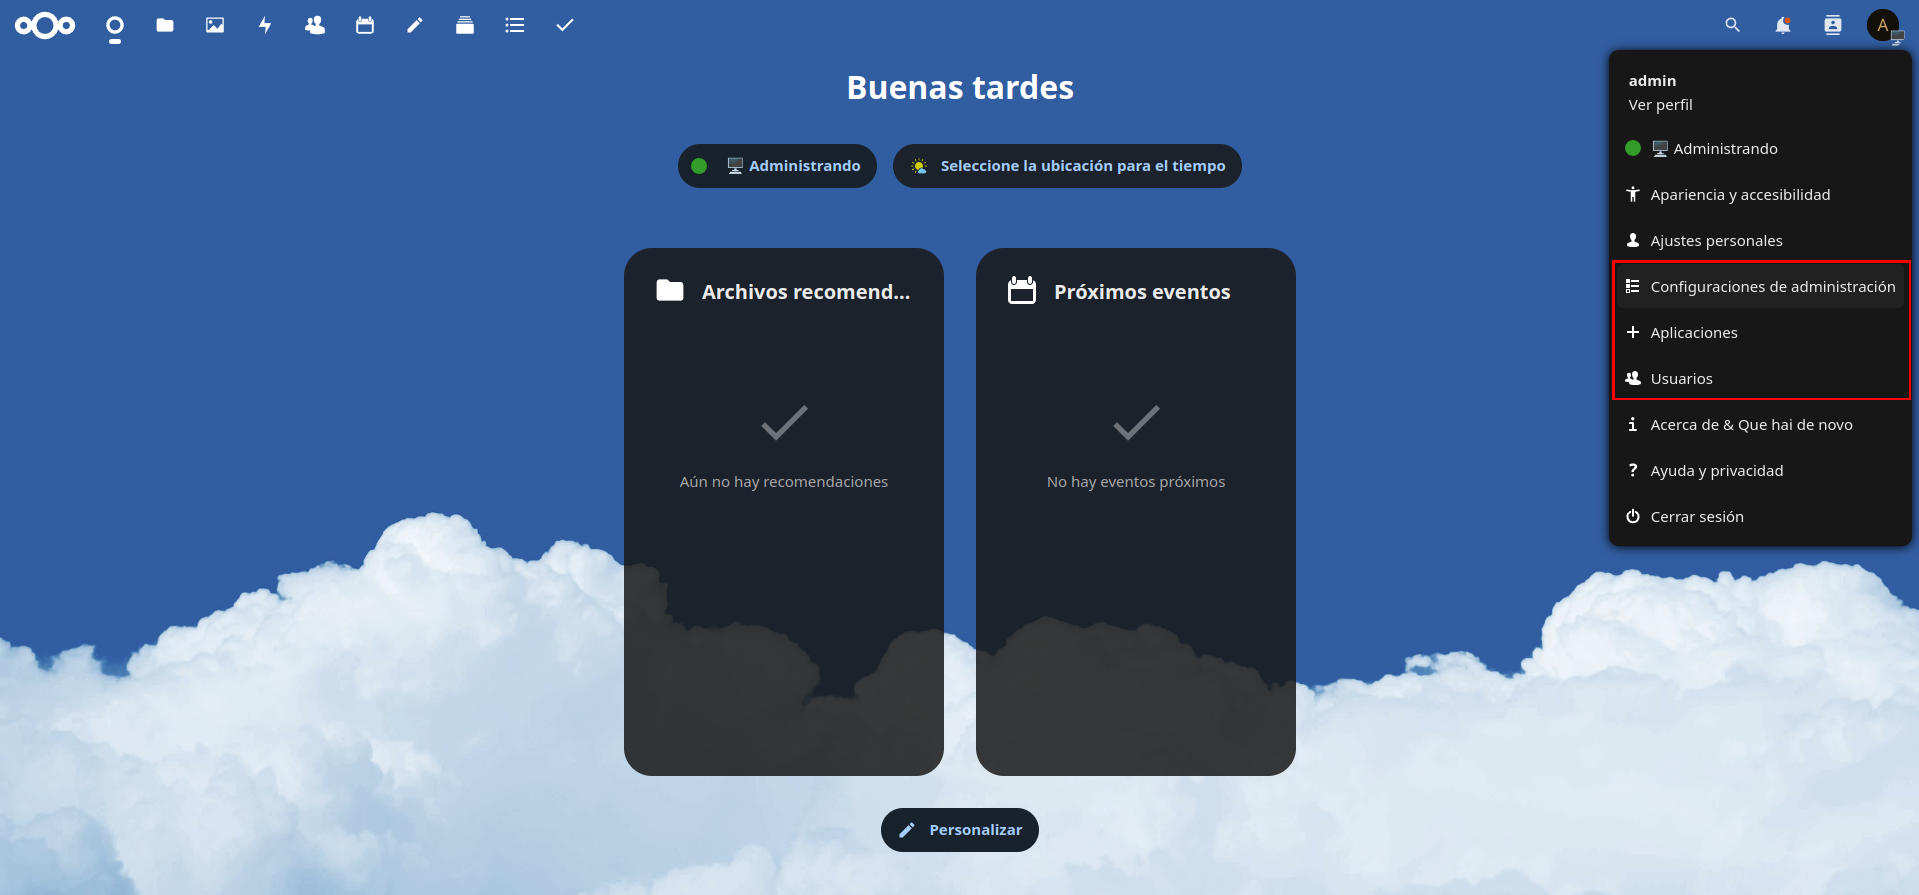 A
Buenas tardes
Administrando
Seleccione la ubicación para el tiempo
Archivos recomend...
Aún no hay recomendaciones
Próximos eventos
No hay eventos próximos
Personalizar
admin
Ver perfil
Administrando
Apariencia y accesibilidad
Ajustes personales
Configuraciones de administración
Aplicaciones
Usuarios
Acerca de & Que hai de novo
Ayuda y privacidad
Cerrar sesión